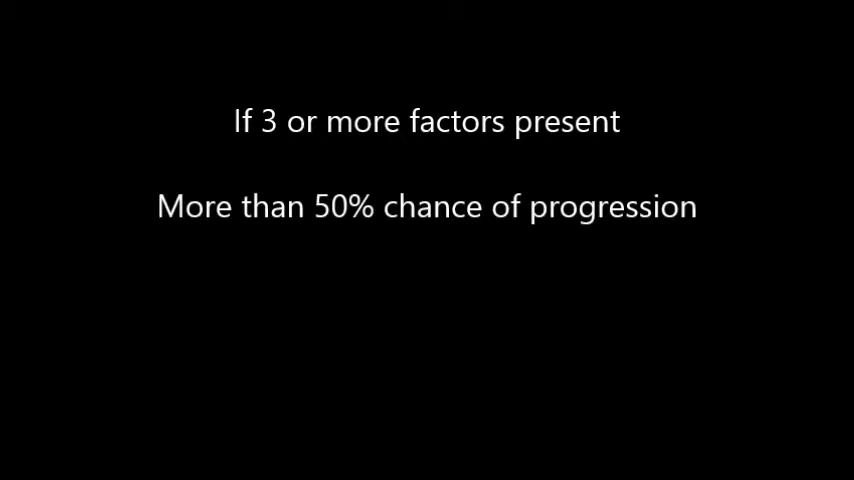 If 3 or more factors present
More than 50% chance of progression